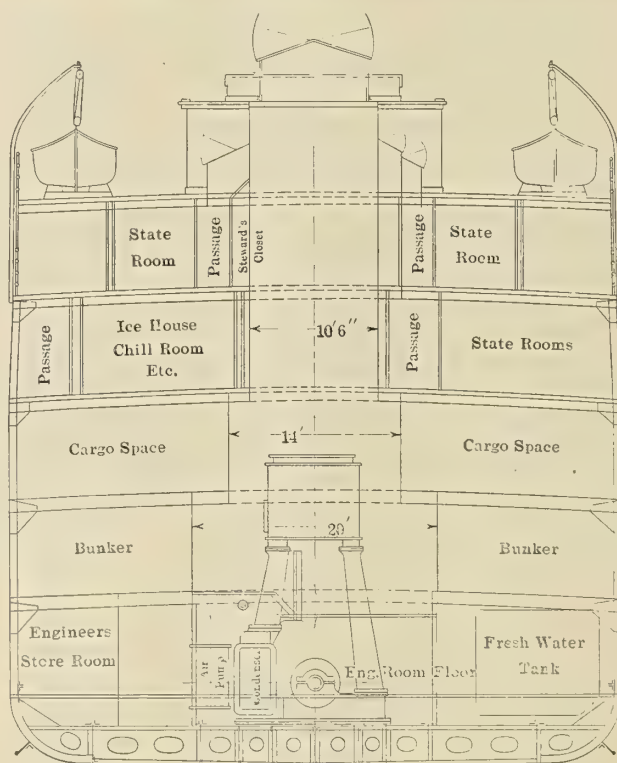 State
Room
Passage
Steward's
Closet
Passage
State
Room
Passage
Ice House
Chill Room
Etc.
10'6"
Passage
State Rooms
Cargo Space
14'
Cargo Space
Bunker
20'
Bunker
Engineers
Store Room
Air
Pump
Condenser
Eng. Room Floor
Fresh Water
Tank